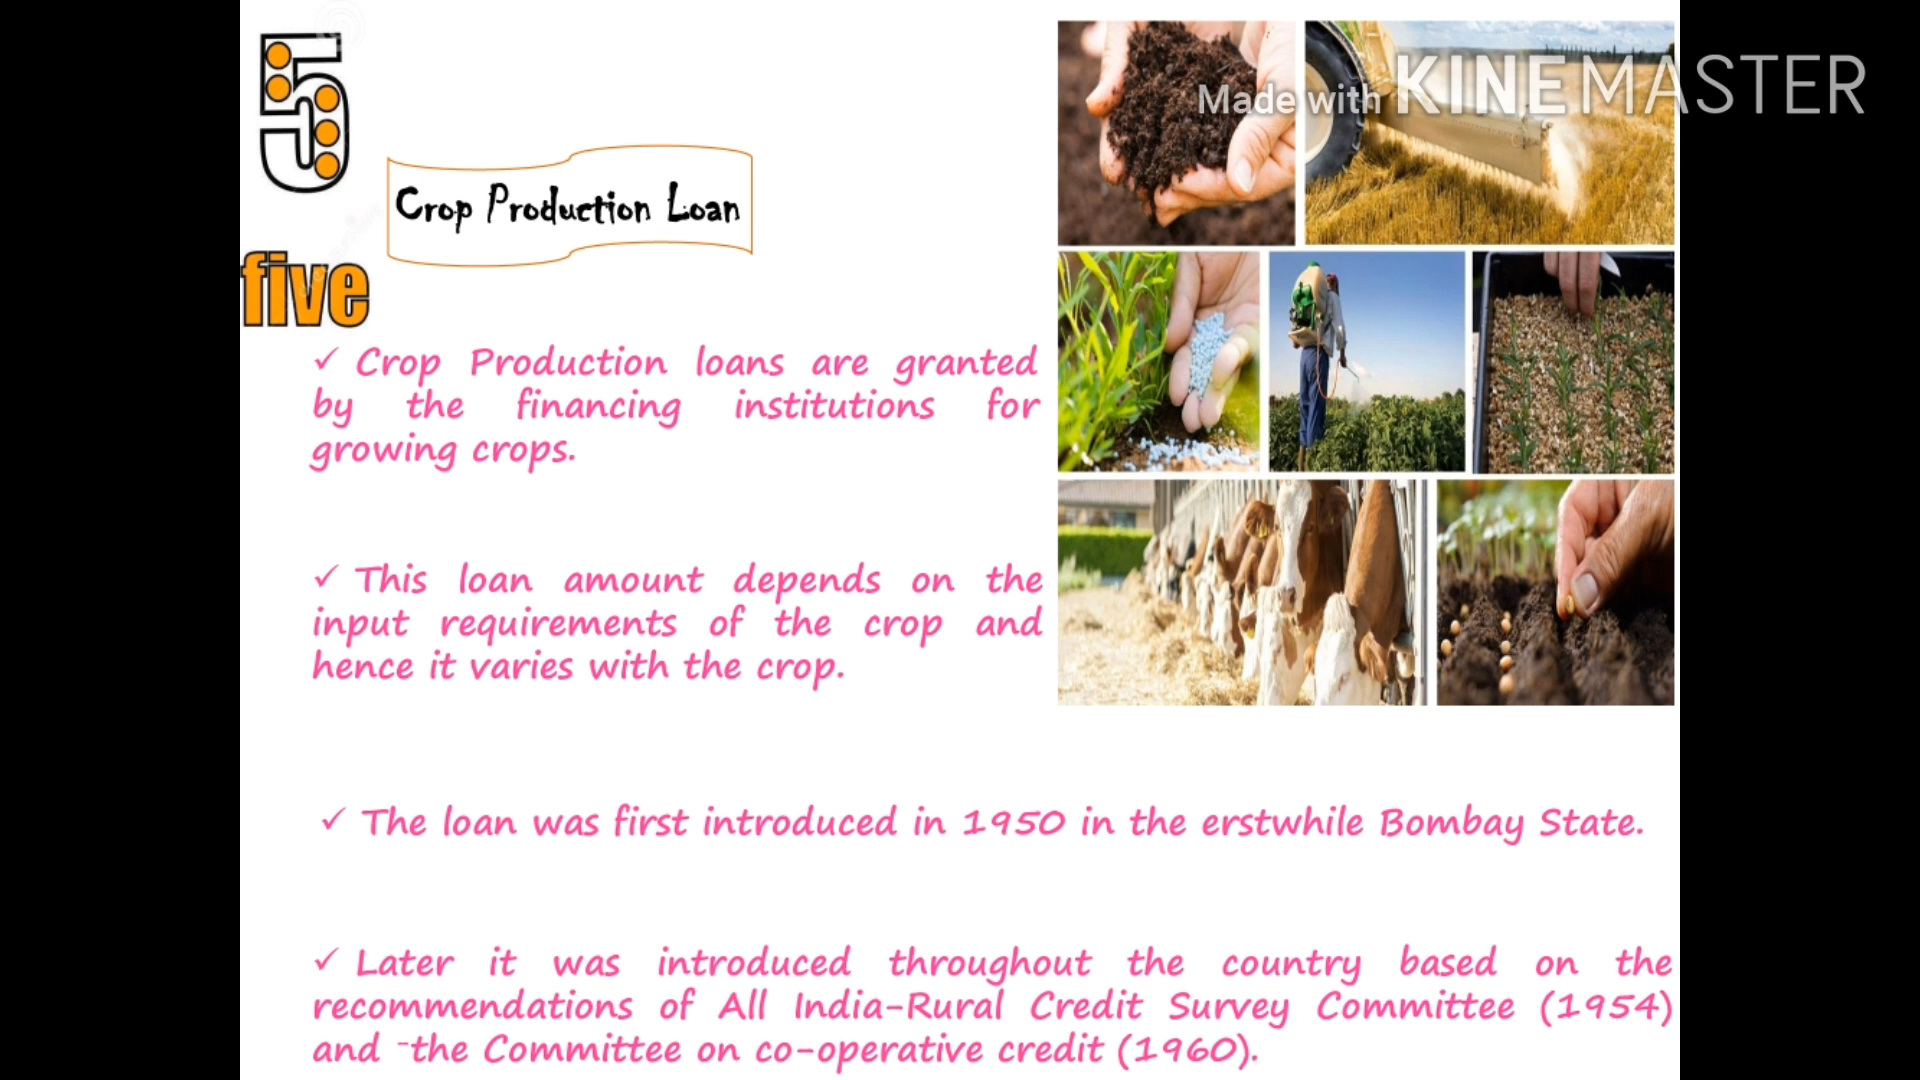 5
Made with KINEMASTER
Crop Production Loan
five
✓ Crop Production loans are granted
by the financing institutions for
growing crops.
✓ This loan amount depends on the
input requirements of the crop and
hence it varies with the crop.
✓ The loan was first introduced in 1950 in the erstwhile Bombay State.
✓ Later it was introduced throughout the country based on the
recommendations of All India-Rural Credit Survey Committee (1954)
and -the Committee on co-operative credit (1960).